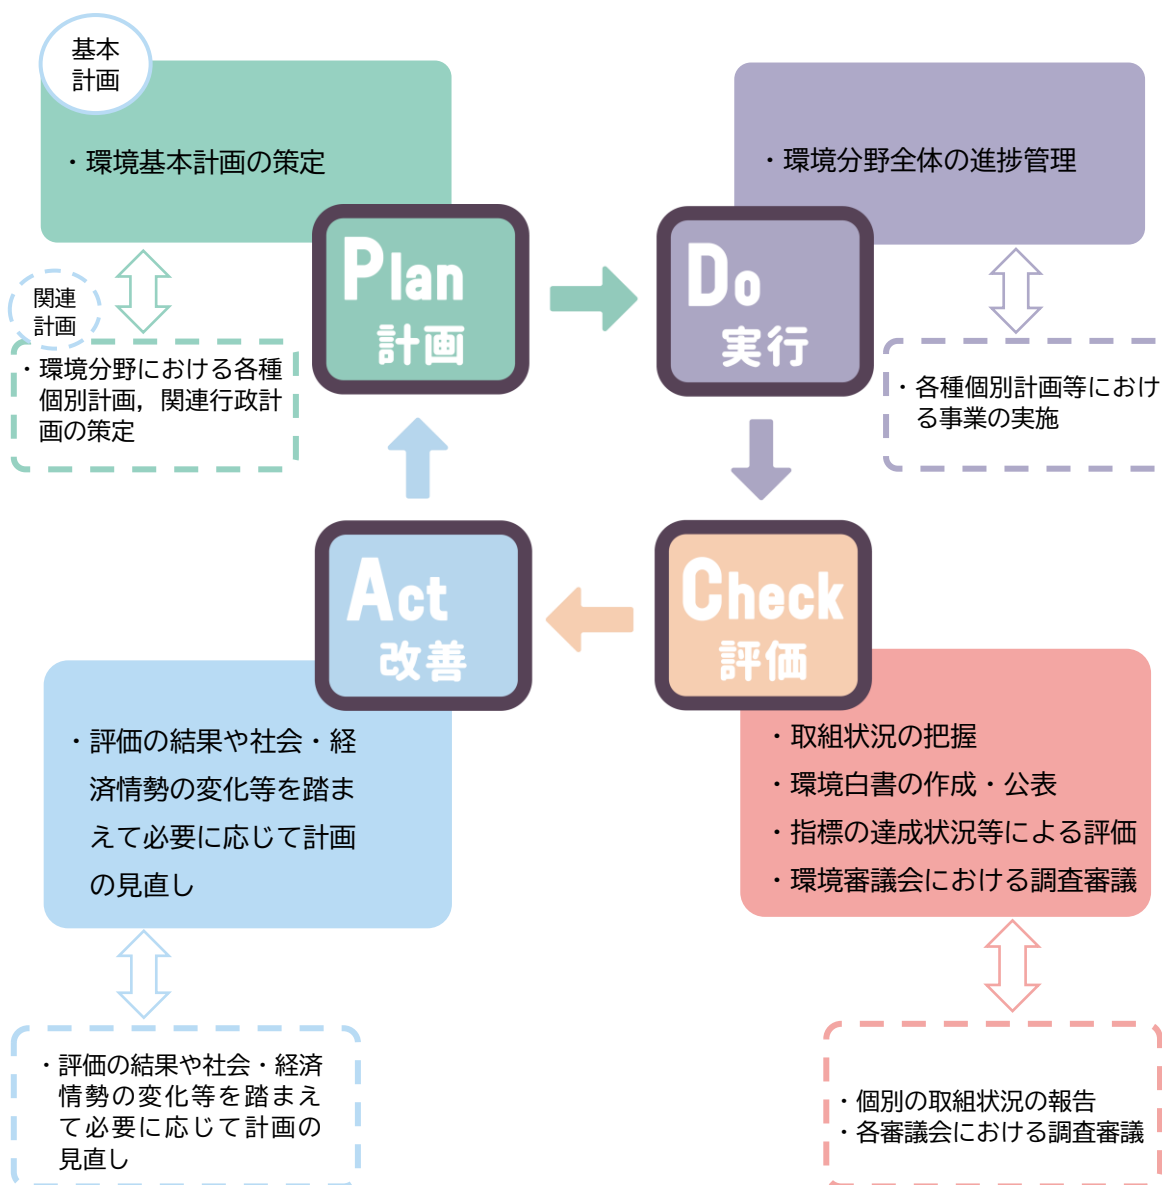 基本
計画
・環境基本計画の策定
Plan
計画
関連
計画
・環境分野における各種
個別計画，関連行政計
画の策定
・環境分野全体の進捗管理
Do
実行
・各種個別計画等におけ
る事業の実施
Act
改善
・評価の結果や社会・経
済情勢の変化等を踏ま
えて必要に応じて計画
の見直し
・評価の結果や社会・経済
情勢の変化等を踏まえ
て必要に応じて計画の
見直し
Check
評価
・取組状況の把握
・環境白書の作成・公表
・指標の達成状況等による評価
・環境審議会における調査審議
・個別の取組状況の報告
・各審議会における調査審議